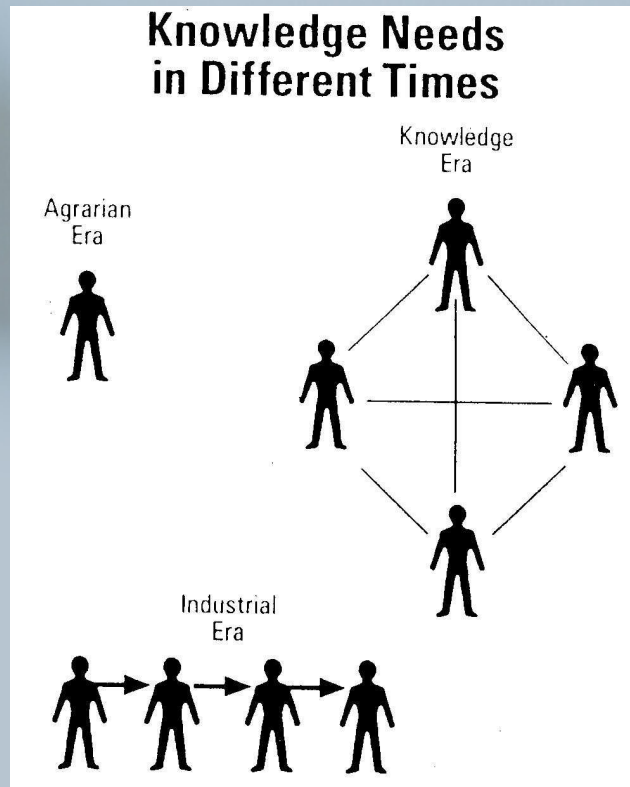 Knowledge Needs
in Different Times
Knowledge
Era
Agrarian
Era
Industrial
Era